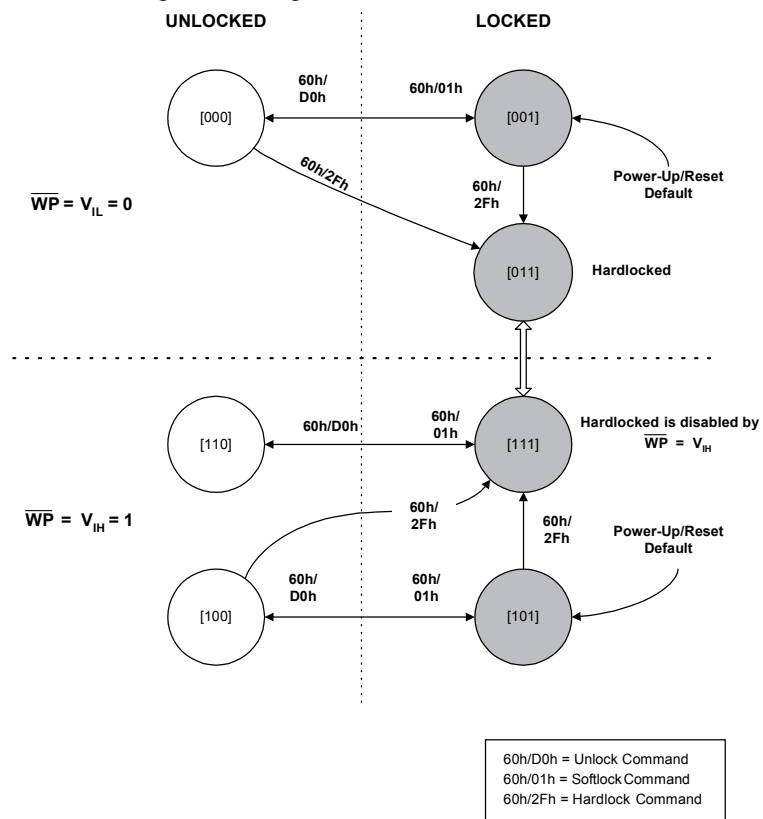 UNLOCKED
LOCKED
60h/
D0h
60h/01h
[000]
[001]
60h/2Fh
60h/
2Fh
Power-Up/Reset
Default
WP = VIL = 0
[011]
Hardlocked
60h/D0h
60h/
01h
[110]
[111]
Hardlocked is disabled by
WP = VIH
60h/
2Fh
60h/
2Fh
WP = VIH = 1
Power-Up/Reset
Default
60h/
D0h
60h/
01h
[100]
[101]
60h/D0h = Unlock Command
60h/01h = Softlock Command
60h/2Fh = Hardlock Command